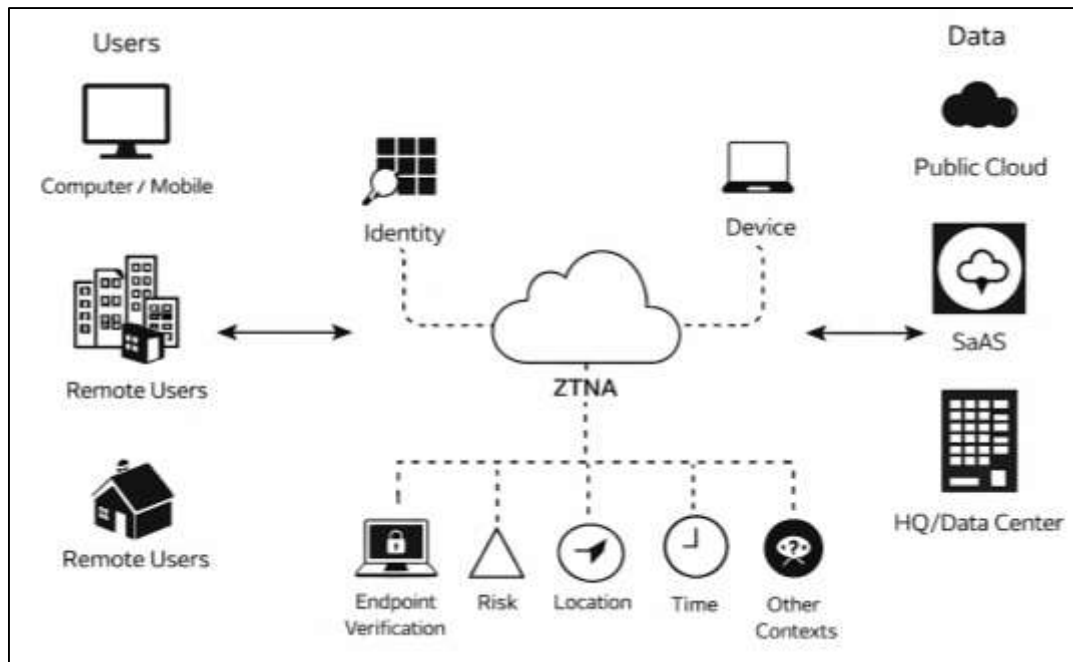 Users
Data
Computer / Mobile
Identity
Device
Public Cloud
Remote Users
ZTNA
SaAS
Remote Users
HQ/Data Center
Endpoint
Verification
Risk
Location
Time
Other
Contexts
?